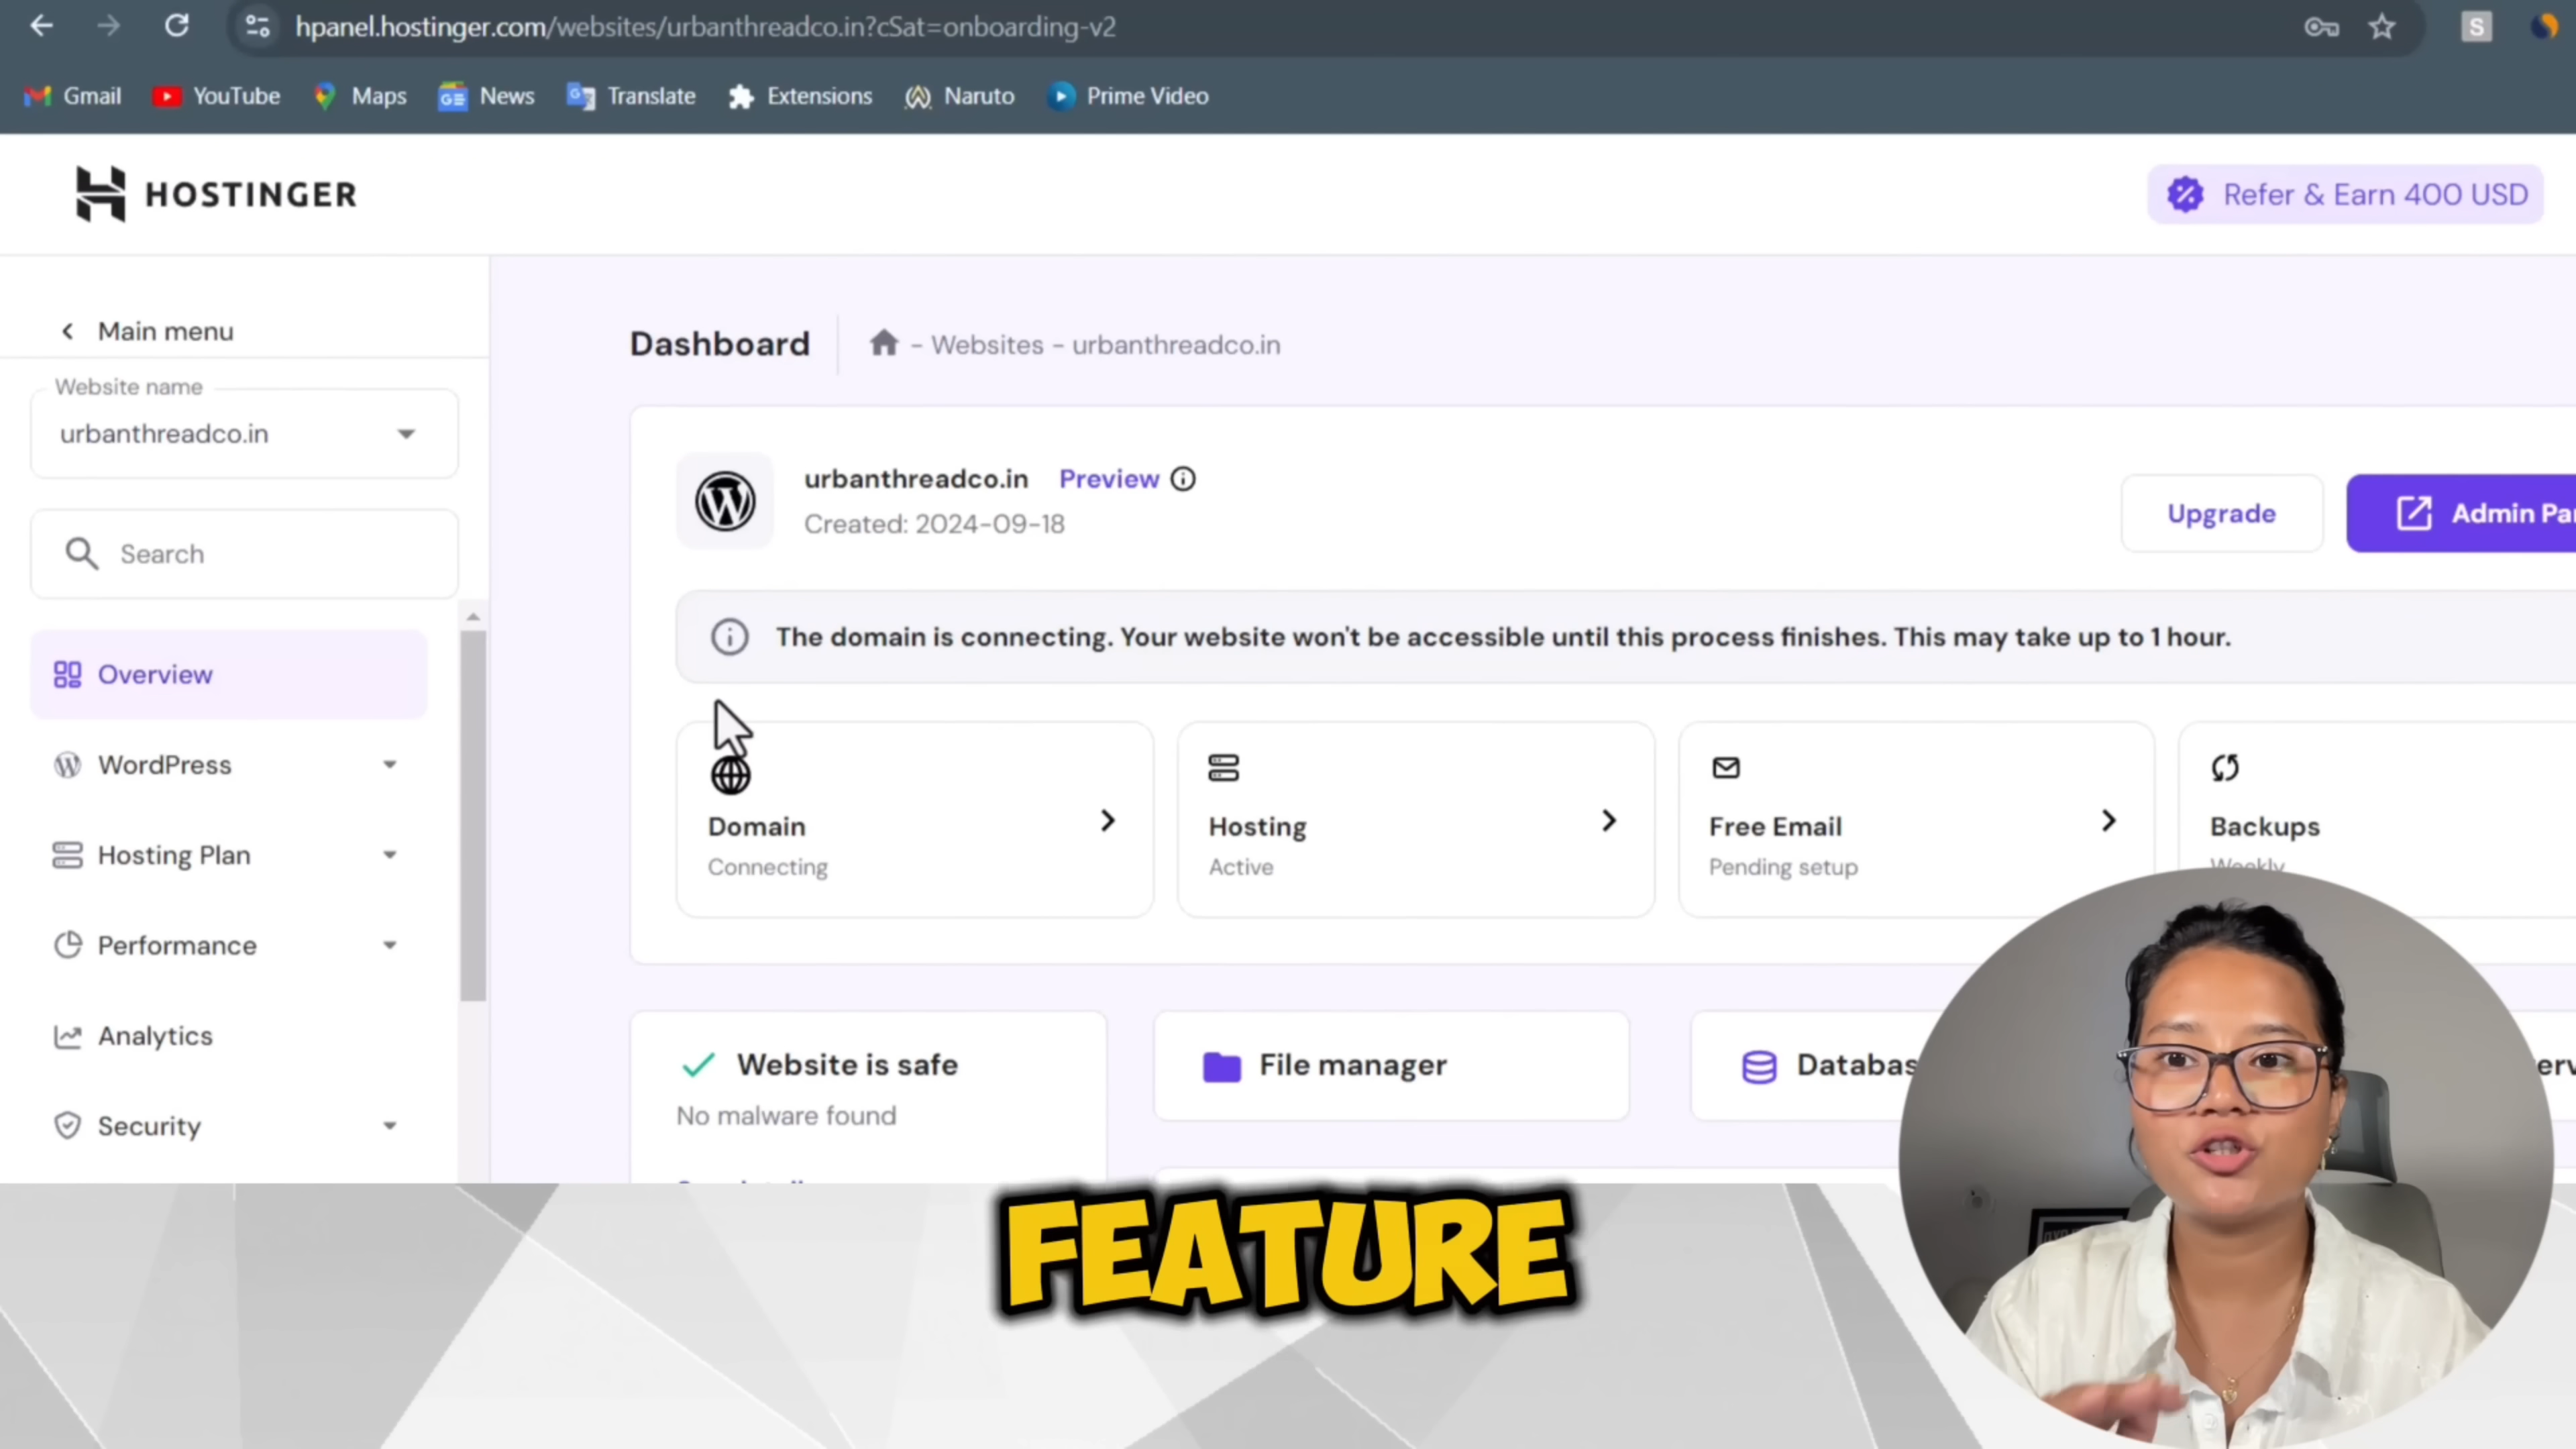 hpanel.hostinger.com/websites/urbanthreadco.in?cSat=onboarding-v2
S
Gmail YouTube Maps News Translate Extensions Naruto Prime Video
HOSTINGER
Refer & Earn 400 USD
Main menu
Dashboard
- Websites - urbanthreadco.in
Website name
urbanthreadco.in
urbanthreadco.in Preview
Created: 2024-09-18
Upgrade
Admin Pa
Search
The domain is connecting. Your website won't be accessible until this process finishes. This may take up to 1 hour.
Overview
WordPress
Hosting Plan
Performance
Analytics
Security
Domain
Connecting
Hosting
Active
Free Email
Pending setup
Backups
Weekly
Website is safe
No malware found
File manager
Databas
FEATURE